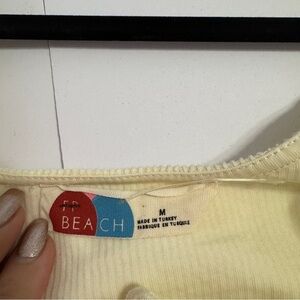 FP
BEACH
M
MADE IN TURKEY
FABRIQUE EN TURQUIE